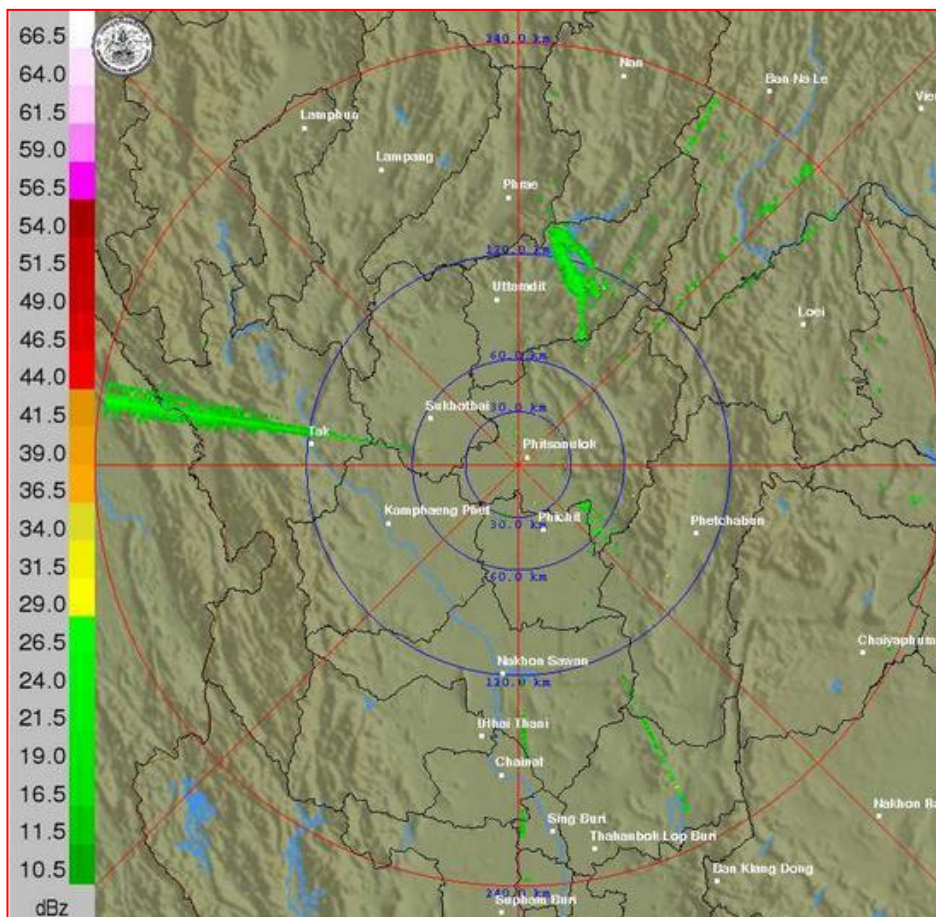 66.5
64.0
61.5
59.0
56.5
54.0
51.5
49.0
46.5
44.0
41.5
39.0
36.5
34.0
31.5
29.0
26.5
24.0
21.5
19.0
16.5
11.5
10.5
dBz
240.0 km
Nan
Ban Na Le
Lamphun
Lampang
Phrae
120.0 km
Uttaradit
Loei
60.0 km
30.0 km
Sukhothai
Tak
Phitsanulok
Kamphaeng Phet
Phichit
30.0 km
Phetchabun
60.0 km
Chaiyaphum
Nakhon Sawan
120.0 km
Uthai Thani
Chainat
Nakhon Ra
Sing Buri
Thahanbok Lop Buri
Ban Klang Dong
240.0 km
Suphan Buri